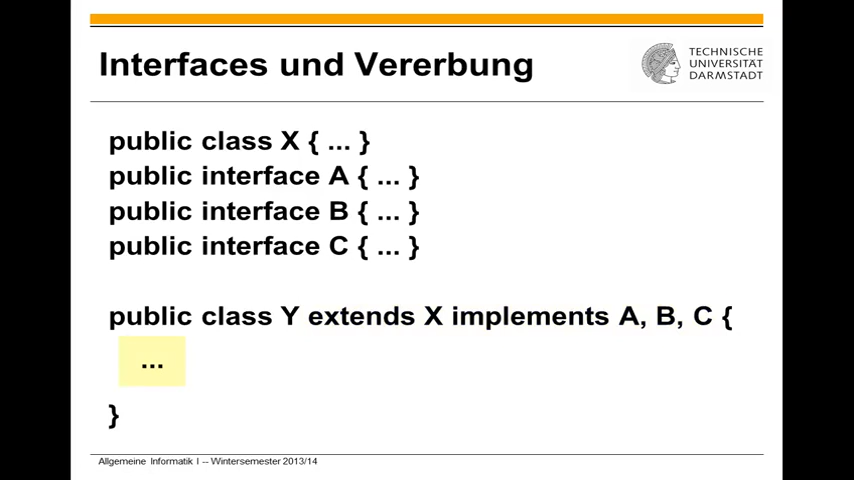 Interfaces und Vererbung
TECHNISCHE
UNIVERSITÄT
DARMSTADT
public class X { ... }
public interface A { ... }
public interface B { ... }
public interface C { ... }
public class Y extends X implements A, B, C {
...
}
Allgemeine Informatik I -- Wintersemester 2013/14